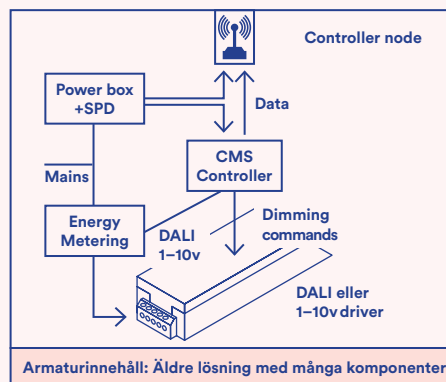 Controller node
Power box
+SPD
Data
CMS
Controller
Mains
Energy
Metering
DALI
1–10v
Dimming
commands
DALI eller
1–10v driver
Armaturinnehåll: Äldre lösning med många komponenter